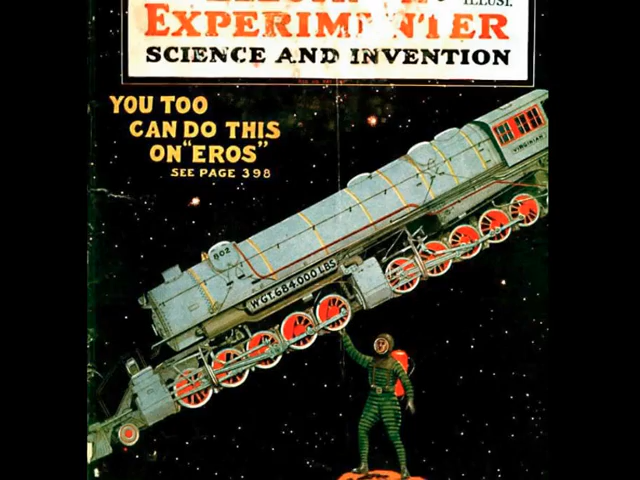 ILLUST.
EXPERIMENTER
SCIENCE AND INVENTION
YOU TOO
CAN DO THIS
ON "EROS"
SEE PAGE 398
VIRGINIAN
802
WGT. 684.000 LBS